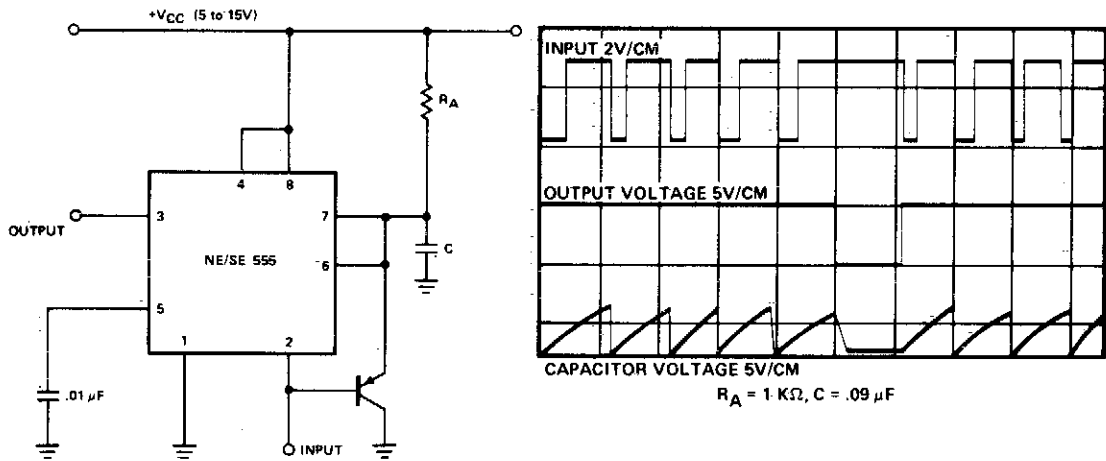 +VCC (5 to 15V)
RA
4
8
3
7
OUTPUT
NE/SE 555
C
6
5
1
2
.01 µF
INPUT
INPUT 2V/CM
OUTPUT VOLTAGE 5V/CM
CAPACITOR VOLTAGE 5V/CM
RA = 1 KΩ, C = .09 µF